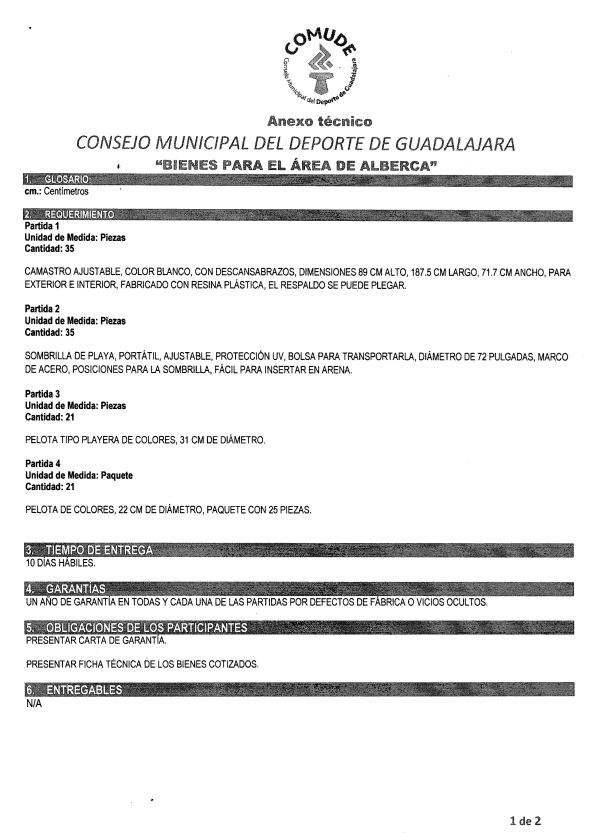 COMUDE
Consejo Municipal del Deporte de Guadalajara
Anexo técnico
CONSEJO MUNICIPAL DEL DEPORTE DE GUADALAJARA
“BIENES PARA EL ÁREA DE ALBERCA”
1. GLOSARIO
cm.: Centímetros
2. REQUERIMIENTO
Partida 1
Unidad de Medida: Piezas
Cantidad: 35
CAMASTRO AJUSTABLE, COLOR BLANCO, CON DESCANSABRAZOS, DIMENSIONES 89 CM ALTO, 187.5 CM LARGO, 71.7 CM ANCHO, PARA
EXTERIOR E INTERIOR, FABRICADO CON RESINA PLÁSTICA, EL RESPALDO SE PUEDE PLEGAR.
Partida 2
Unidad de Medida: Piezas
Cantidad: 35
SOMBRILLA DE PLAYA, PORTÁTIL, AJUSTABLE, PROTECCIÓN UV, BOLSA PARA TRANSPORTARLA, DIÁMETRO DE 72 PULGADAS, MARCO
DE ACERO, POSICIONES PARA LA SOMBRILLA, FÁCIL PARA INSERTAR EN ARENA.
Partida 3
Unidad de Medida: Piezas
Cantidad: 21
PELOTA TIPO PLAYERA DE COLORES, 31 CM DE DIÁMETRO.
Partida 4
Unidad de Medida: Paquete
Cantidad: 21
PELOTA DE COLORES, 22 CM DE DIÁMETRO, PAQUETE CON 25 PIEZAS.
3. TIEMPO DE ENTREGA
10 DÍAS HÁBILES.
4. GARANTÍAS
UN AÑO DE GARANTÍA EN TODAS Y CADA UNA DE LAS PARTIDAS POR DEFECTOS DE FÁBRICA O VICIOS OCULTOS.
5. OBLIGACIONES DE LOS PARTICIPANTES
PRESENTAR CARTA DE GARANTÍA.
PRESENTAR FICHA TÉCNICA DE LOS BIENES COTIZADOS.
6. ENTREGABLES
N/A
1 de 2